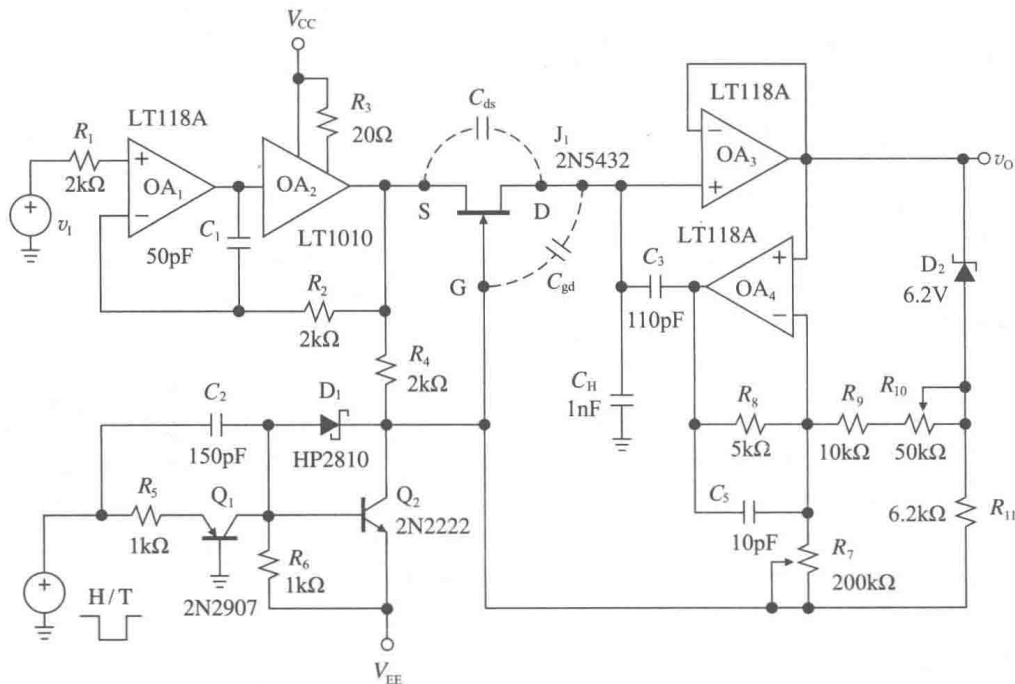 V_CC
LT118A
R_3
20Ω
C_ds
J_1
2N5432
LT118A
R_1
2kΩ
v_I
+
−
OA_1
OA_2
LT1010
C_1
50pF
R_2
2kΩ
S
D
G
C_gd
−
+
OA_3
v_O
LT118A
+
−
OA_4
C_3
110pF
D_2
6.2V
R_4
2kΩ
C_H
1nF
R_8
5kΩ
R_9
10kΩ
R_10
50kΩ
C_2
150pF
D_1
HP2810
R_5
1kΩ
Q_1
2N2907
Q_2
2N2222
R_6
1kΩ
C_5
10pF
R_7
200kΩ
6.2kΩ
R_11
+
+
H/T
V_EE